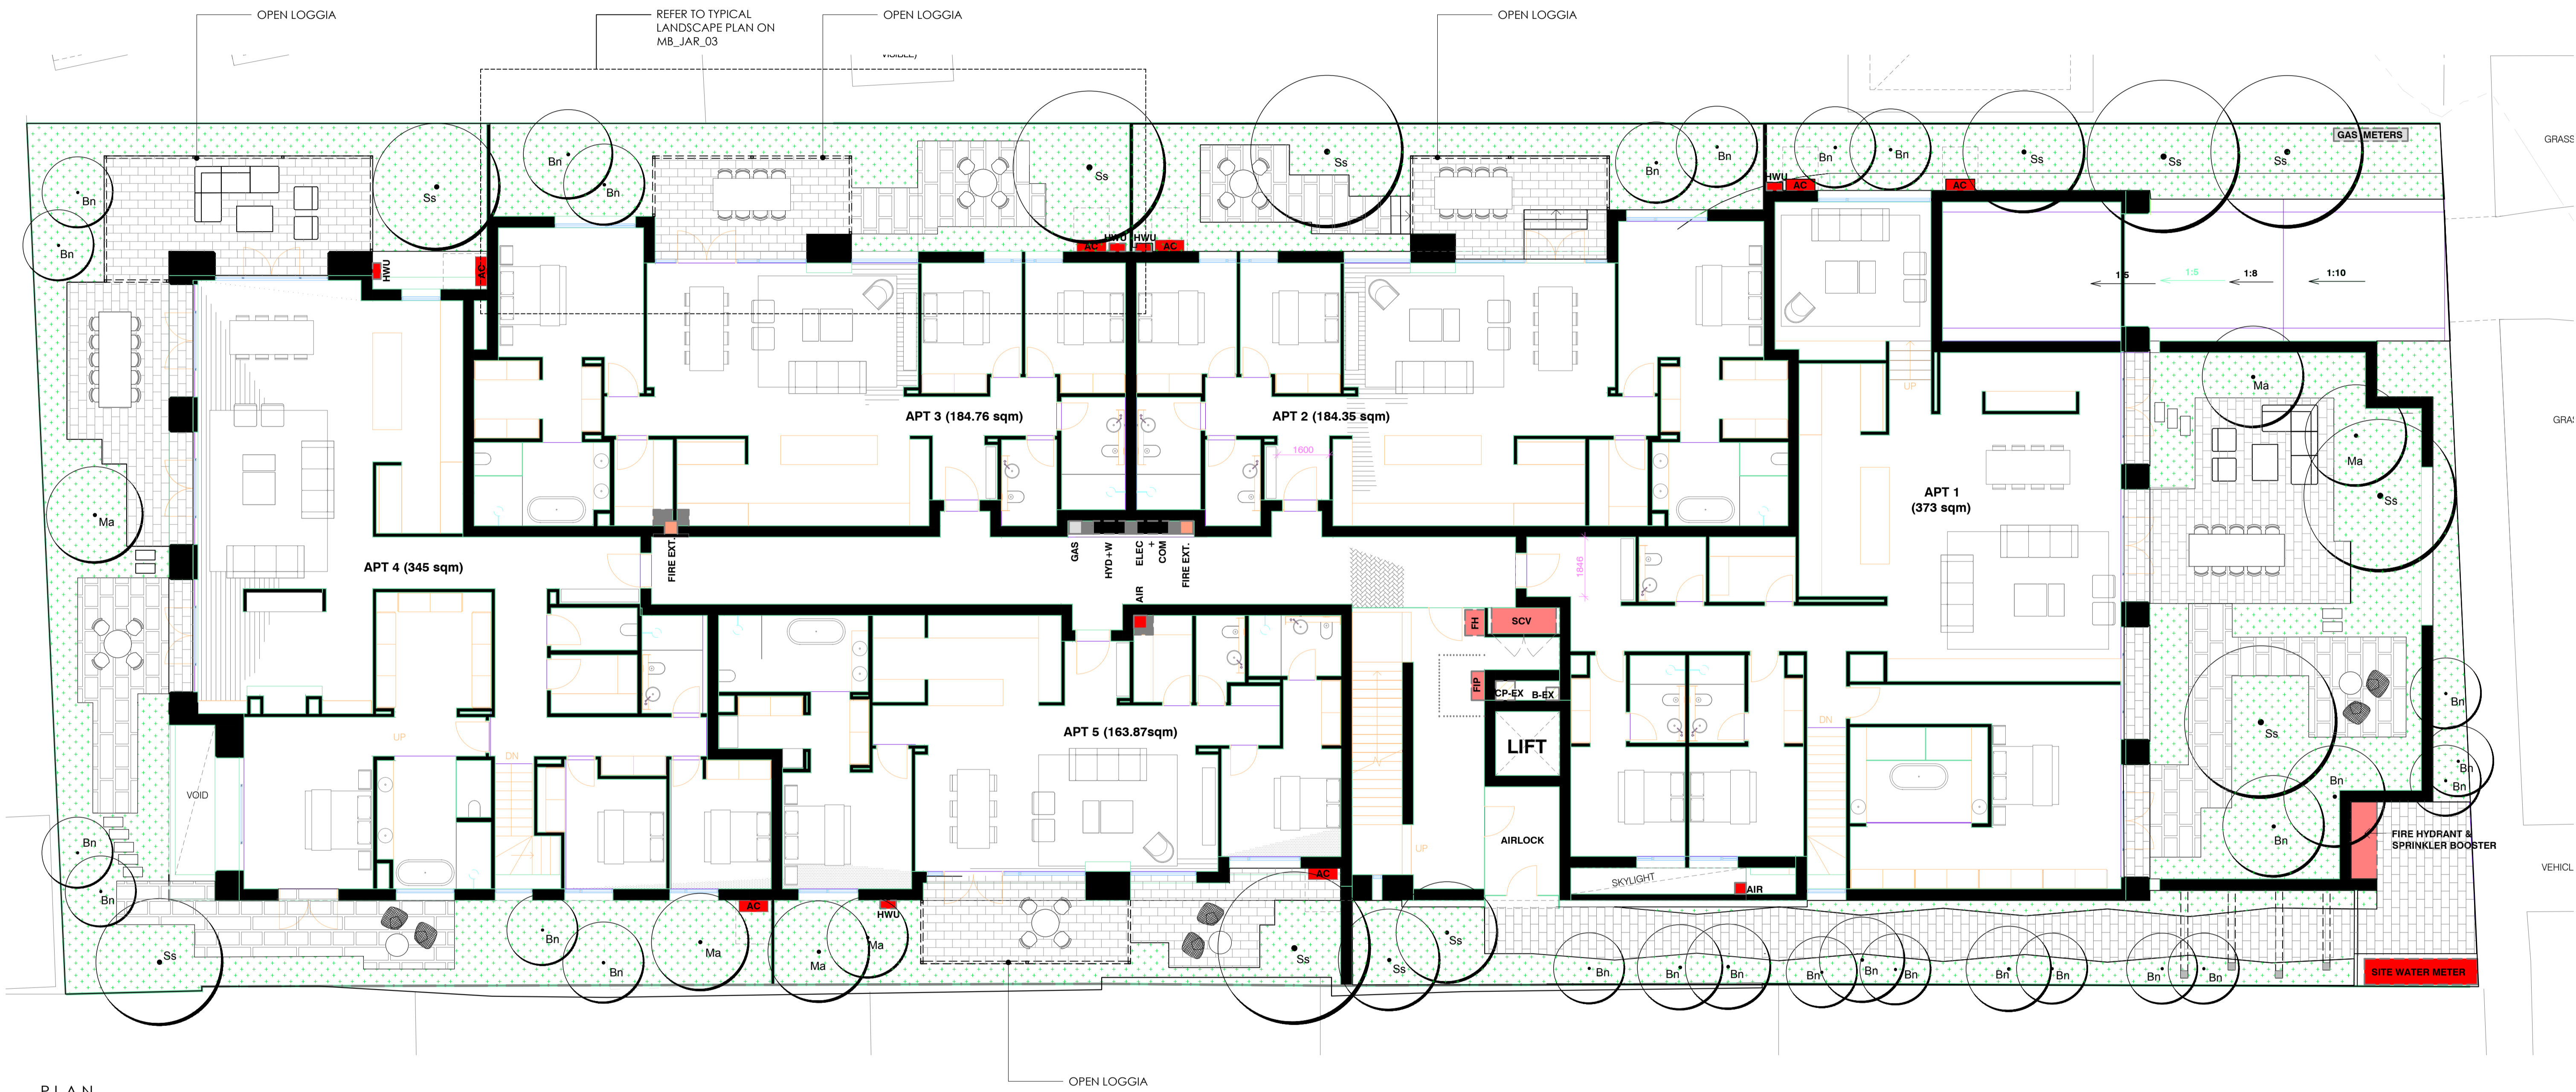 OPEN LOGGIA
REFER TO TYPICAL
LANDSCAPE PLAN ON
MB_JAR_03
OPEN LOGGIA
OPEN LOGGIA
GAS METERS
GRASS
Bn
Bn
Ss
Bn
Bn
Ss
Ss
Bn
Bn
Bn
Bn
Ss
Ss
Ss
HWU
AC
AC
HWU
AC
AC
HWU
HWU
AC
1:5
1:5
1:8
1:10
UP
Ma
APT 3 (184.76 sqm)
APT 2 (184.35 sqm)
1600
Ma
Ss
APT 1
(373 sqm)
Ma
APT 4 (345 sqm)
FIRE EXT.
GAS
HYD+W
ELEC
+
COM
FIRE EXT.
AIR
1846
FH
SCV
FIP
CP-EX
B-EX
LIFT
APT 5 (163.87sqm)
UP
DN
DN
VOID
UP
AIRLOCK
SKYLIGHT
AIR
Ss
Bn
Bn
Bn
Bn
Bn
FIRE HYDRANT &
SPRINKLER BOOSTER
Bn
Bn
AC
AC
HWU
Ss
Bn
Bn
Ma
Ma
Ma
Ss
Ss
Ss
Bn
Bn
Bn
Bn
Bn
Bn
Bn
Bn
Bn
Bn
SITE WATER METER
OPEN LOGGIA